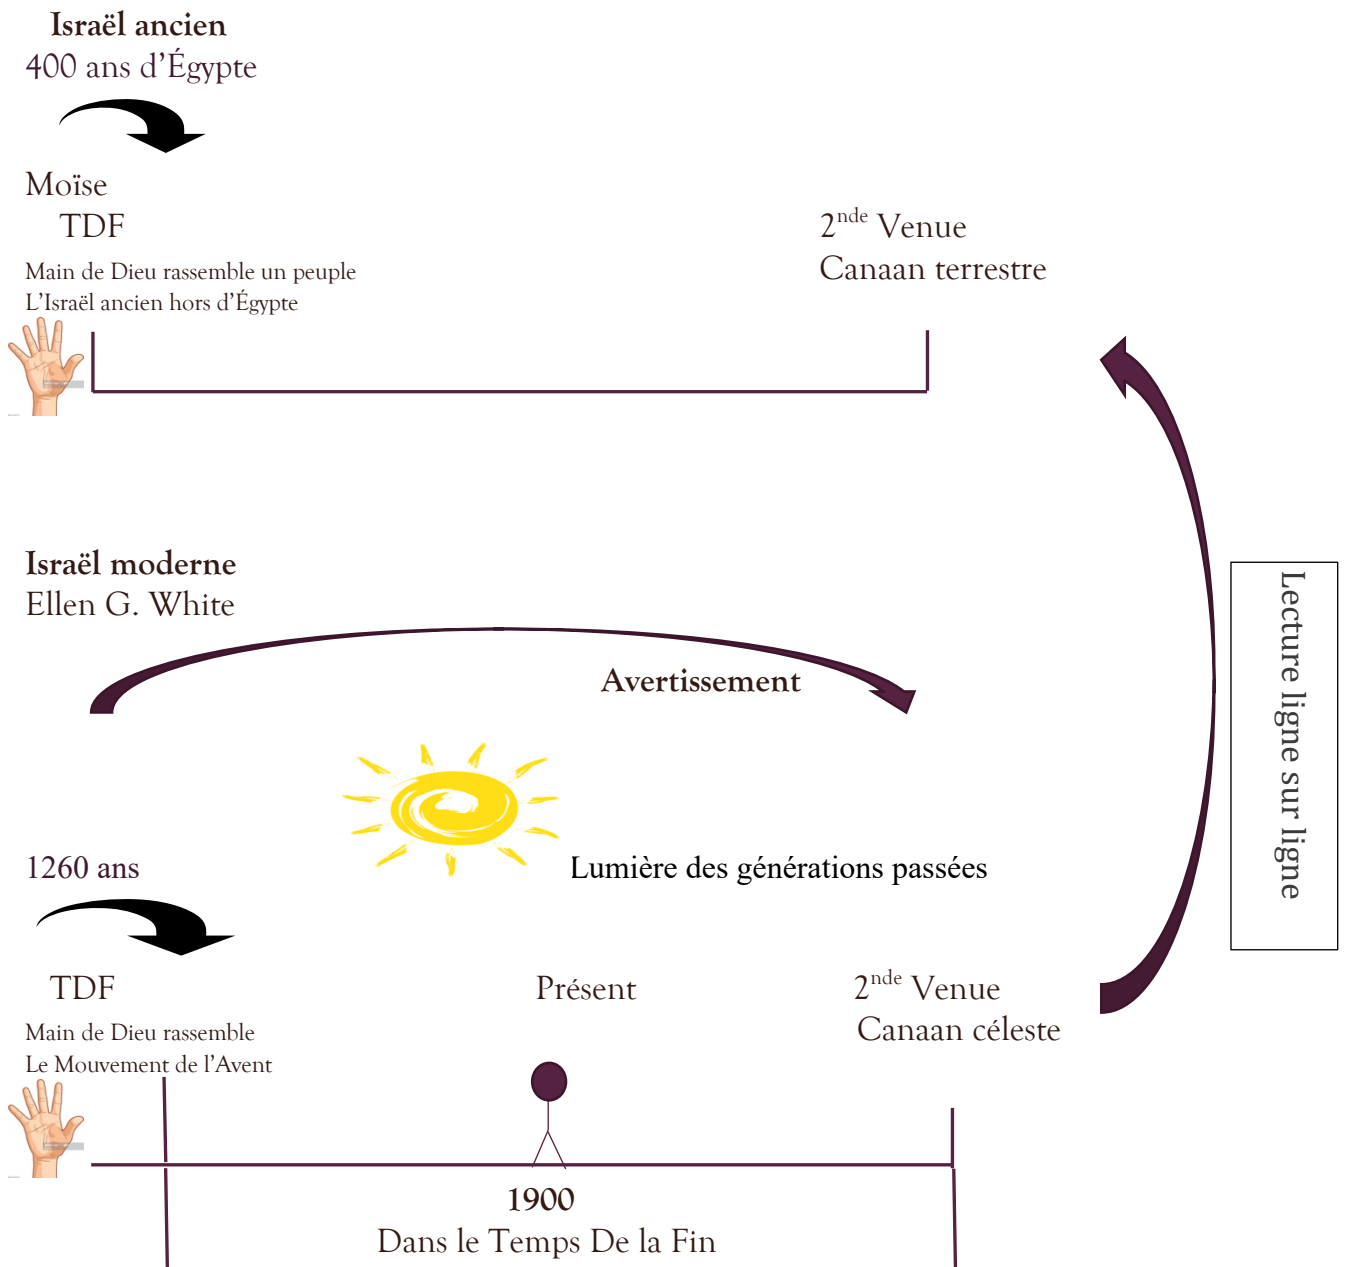 Israël ancien
400 ans d’Égypte
Moïse
TDF
2nde Venue
Main de Dieu rassemble un peuple
Canaan terrestre
L’Israël ancien hors d’Égypte
Israël moderne
Ellen G. White
Lecture ligne sur ligne
Avertissement
1260 ans
Lumière des générations passées
TDF
Présent
2nde Venue
Main de Dieu rassemble
Canaan céleste
Le Mouvement de l’Avent
1900
Dans le Temps De la Fin